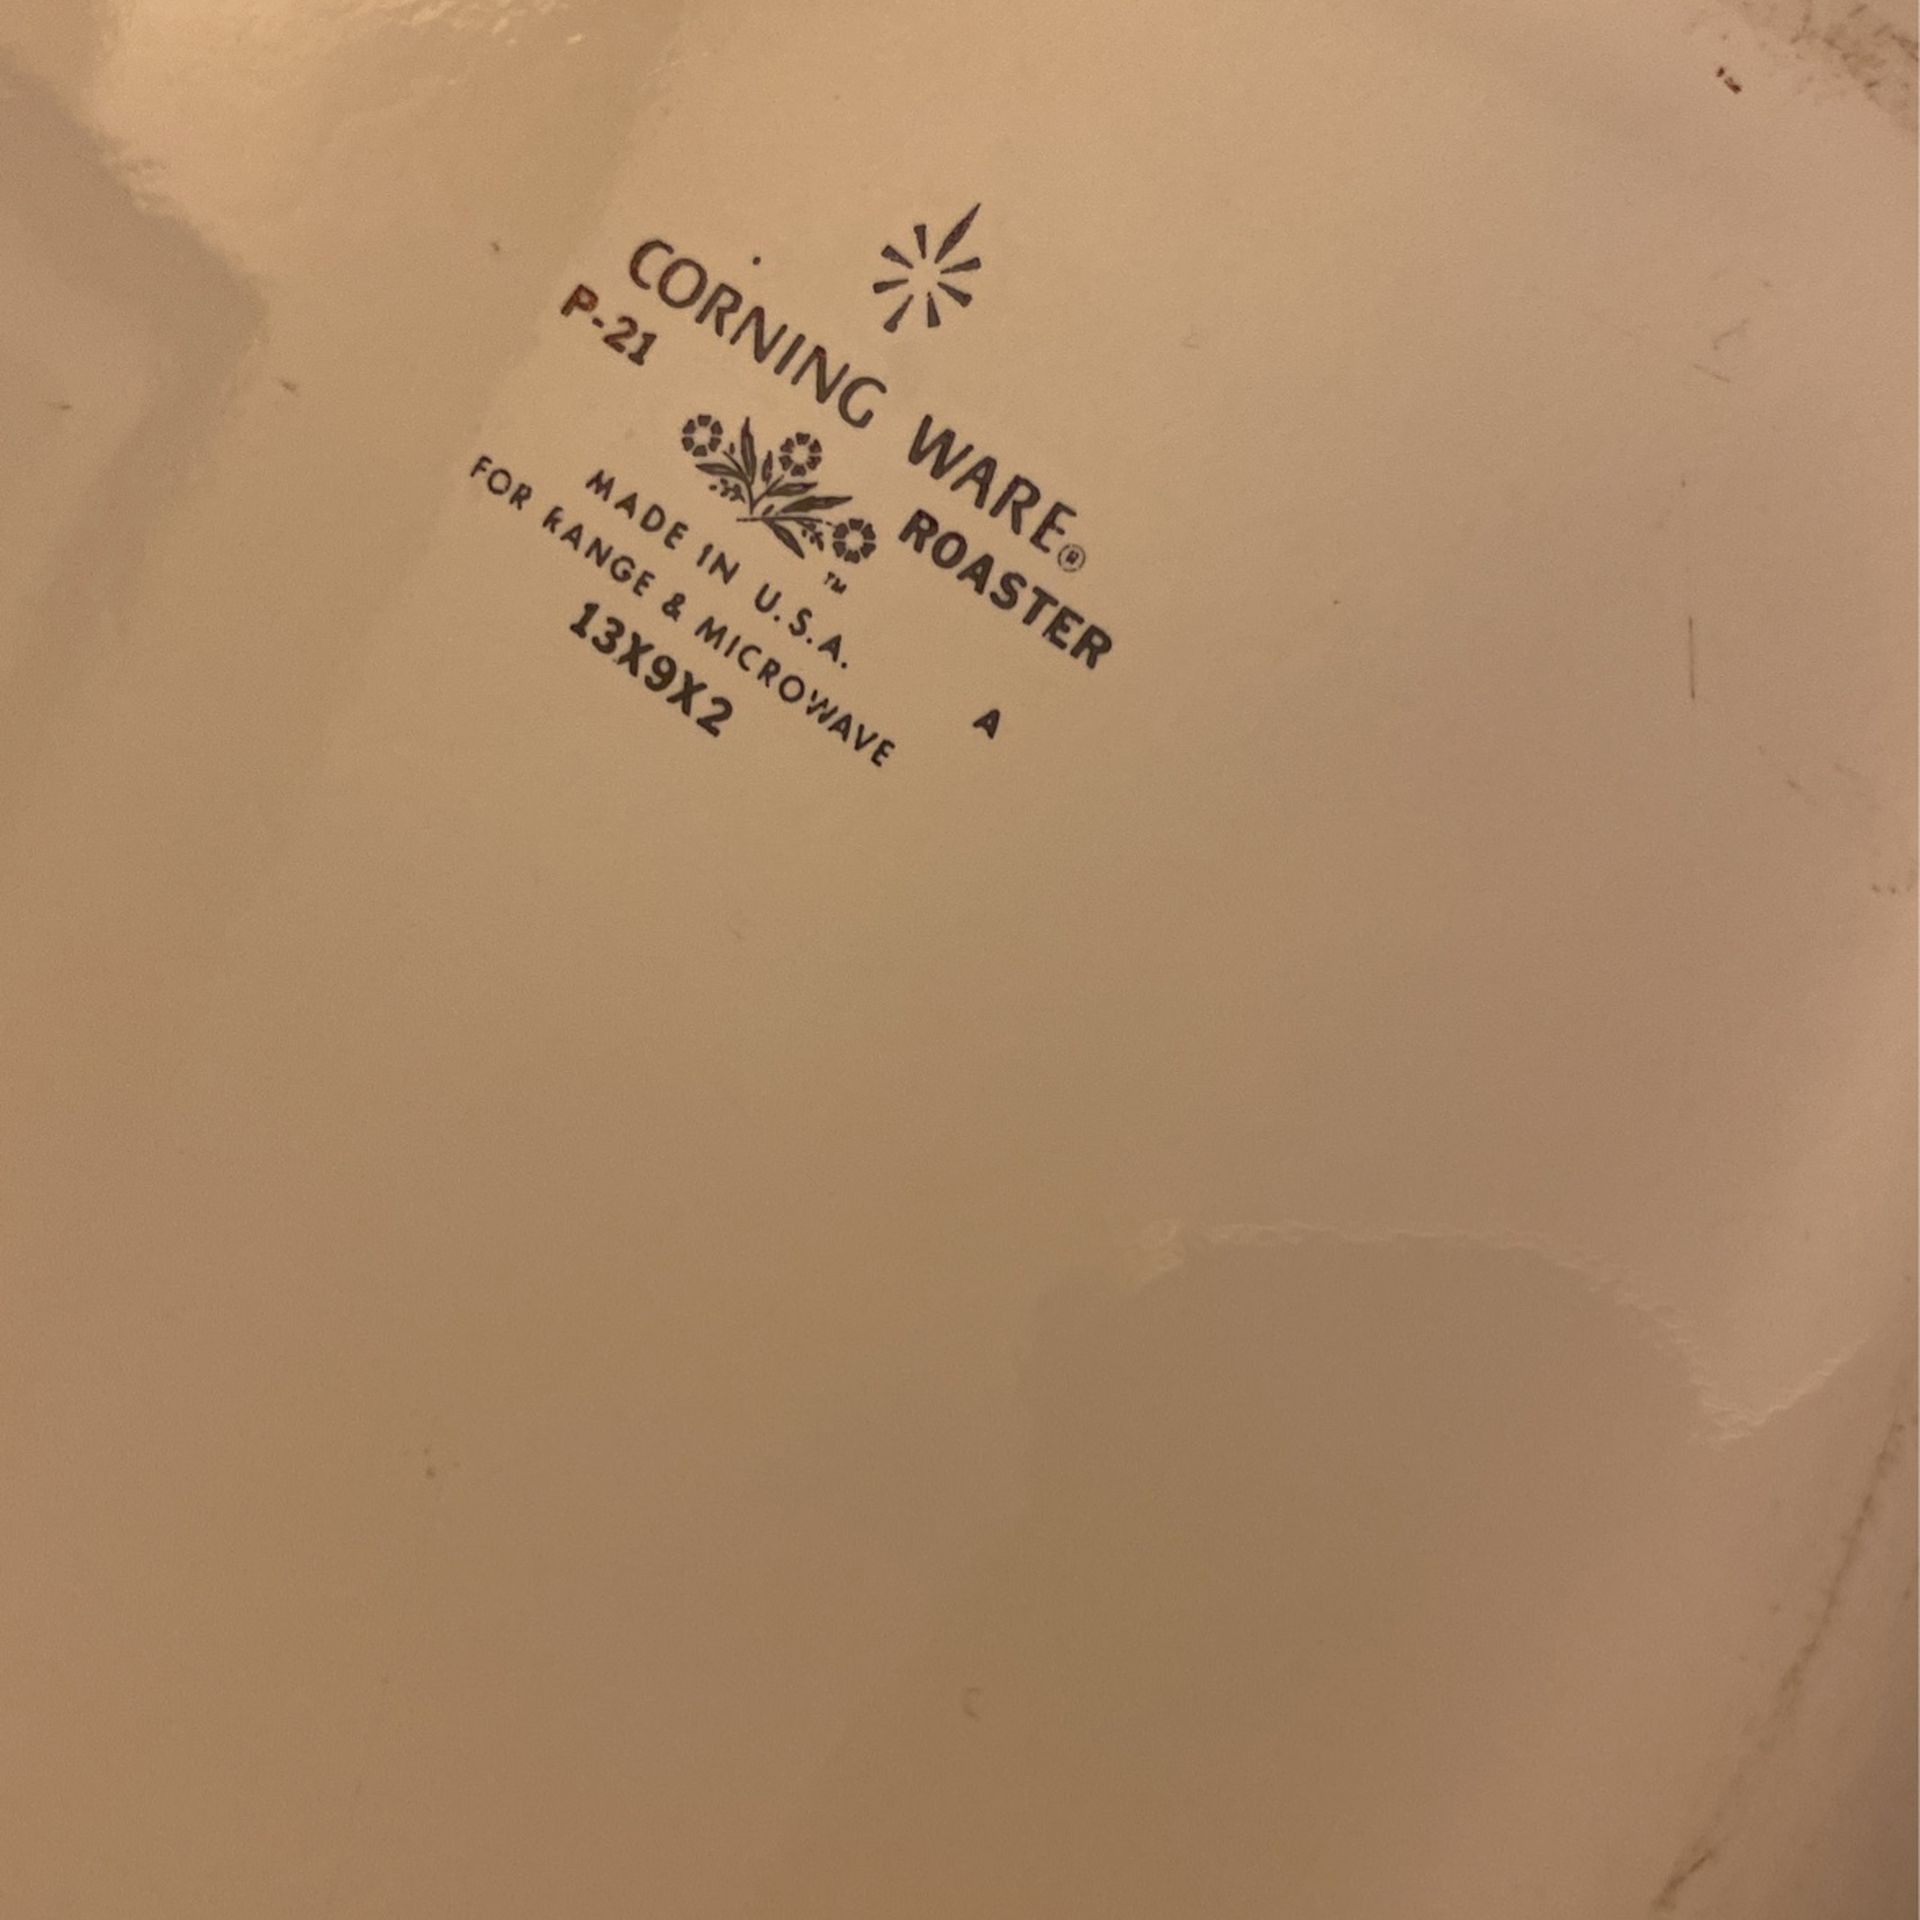 CORNING WARE®
P-21 ROASTER
TM
MADE IN U.S.A.
FOR RANGE & MICROWAVE A
13X9X2